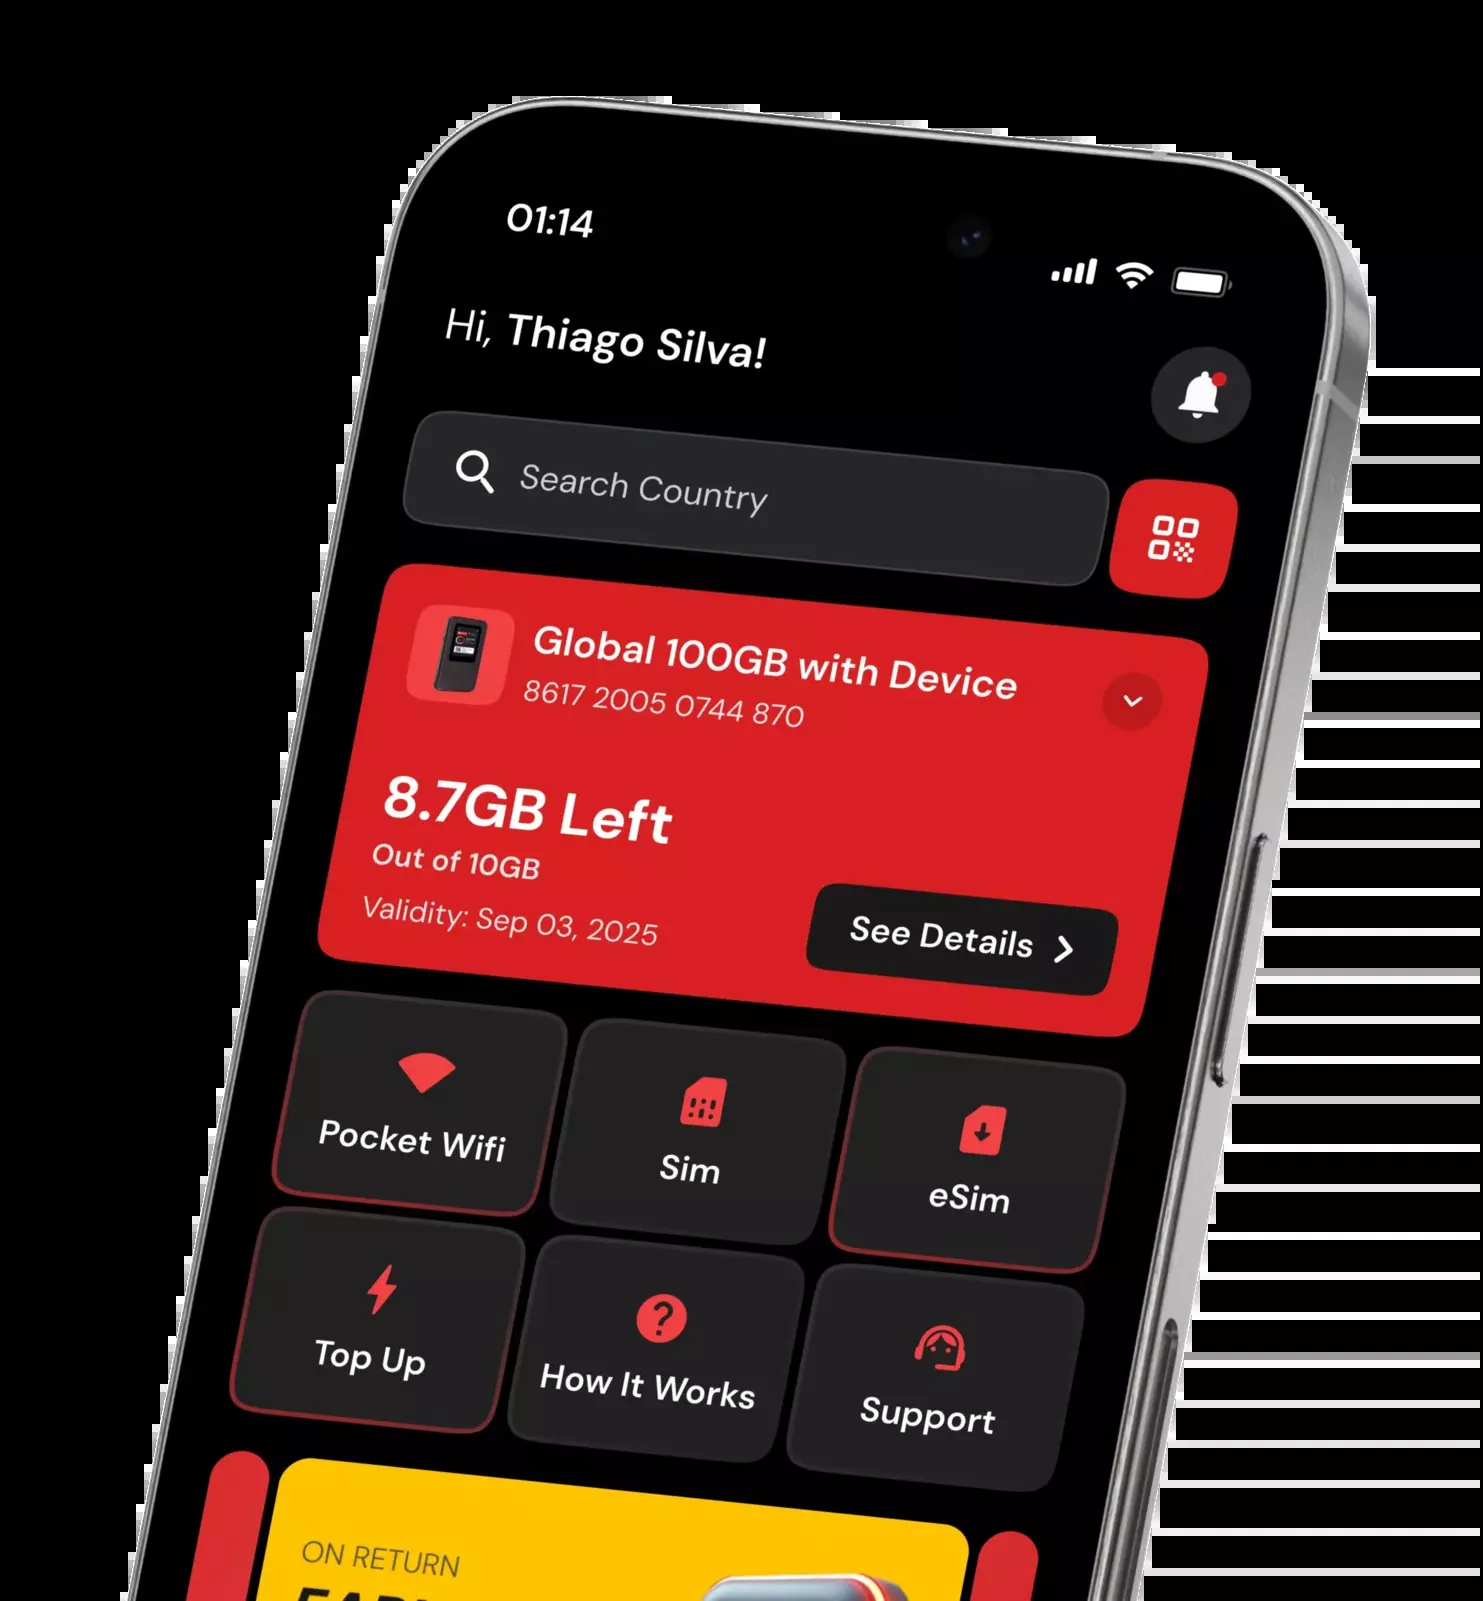 01:14
Hi, Thiago Silva!
Search Country
Global 100GB with Device
8617 2005 0744 870
8.7GB Left
Out of 10GB
Validity: Sep 03, 2025
See Details
Pocket Wifi
Sim
eSim
Top Up
How It Works
Support
ON RETURN